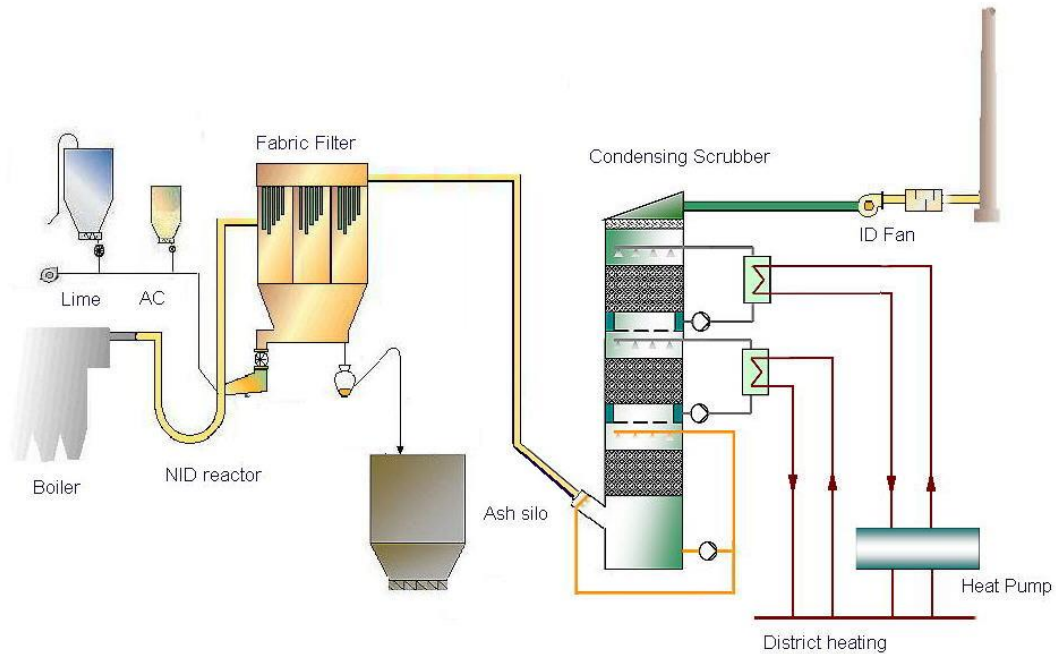 Fabric Filter
Condensing Scrubber
ID Fan
Lime
AC
Boiler
NID reactor
Ash silo
Heat Pump
District heating